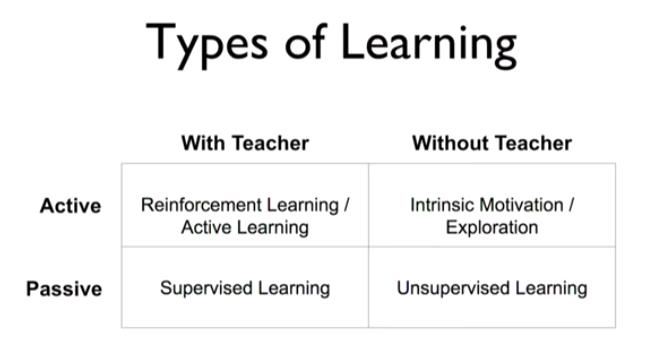 Types of Learning
With Teacher
Without Teacher
Active
Reinforcement Learning /
Active Learning
Intrinsic Motivation /
Exploration
Passive
Supervised Learning
Unsupervised Learning